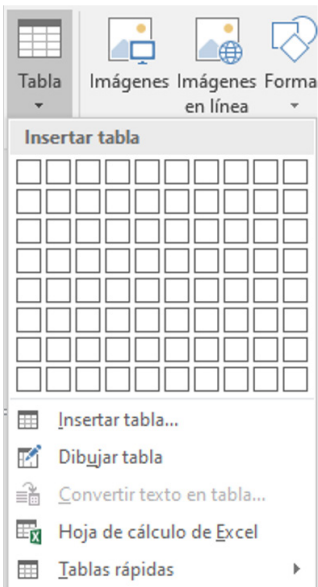 Tabla
Imágenes
Imágenes
en línea
Forma
Insertar tabla
Insertar tabla...
Dibujar tabla
Convertir texto en tabla...
Hoja de cálculo de Excel
Tablas rápidas